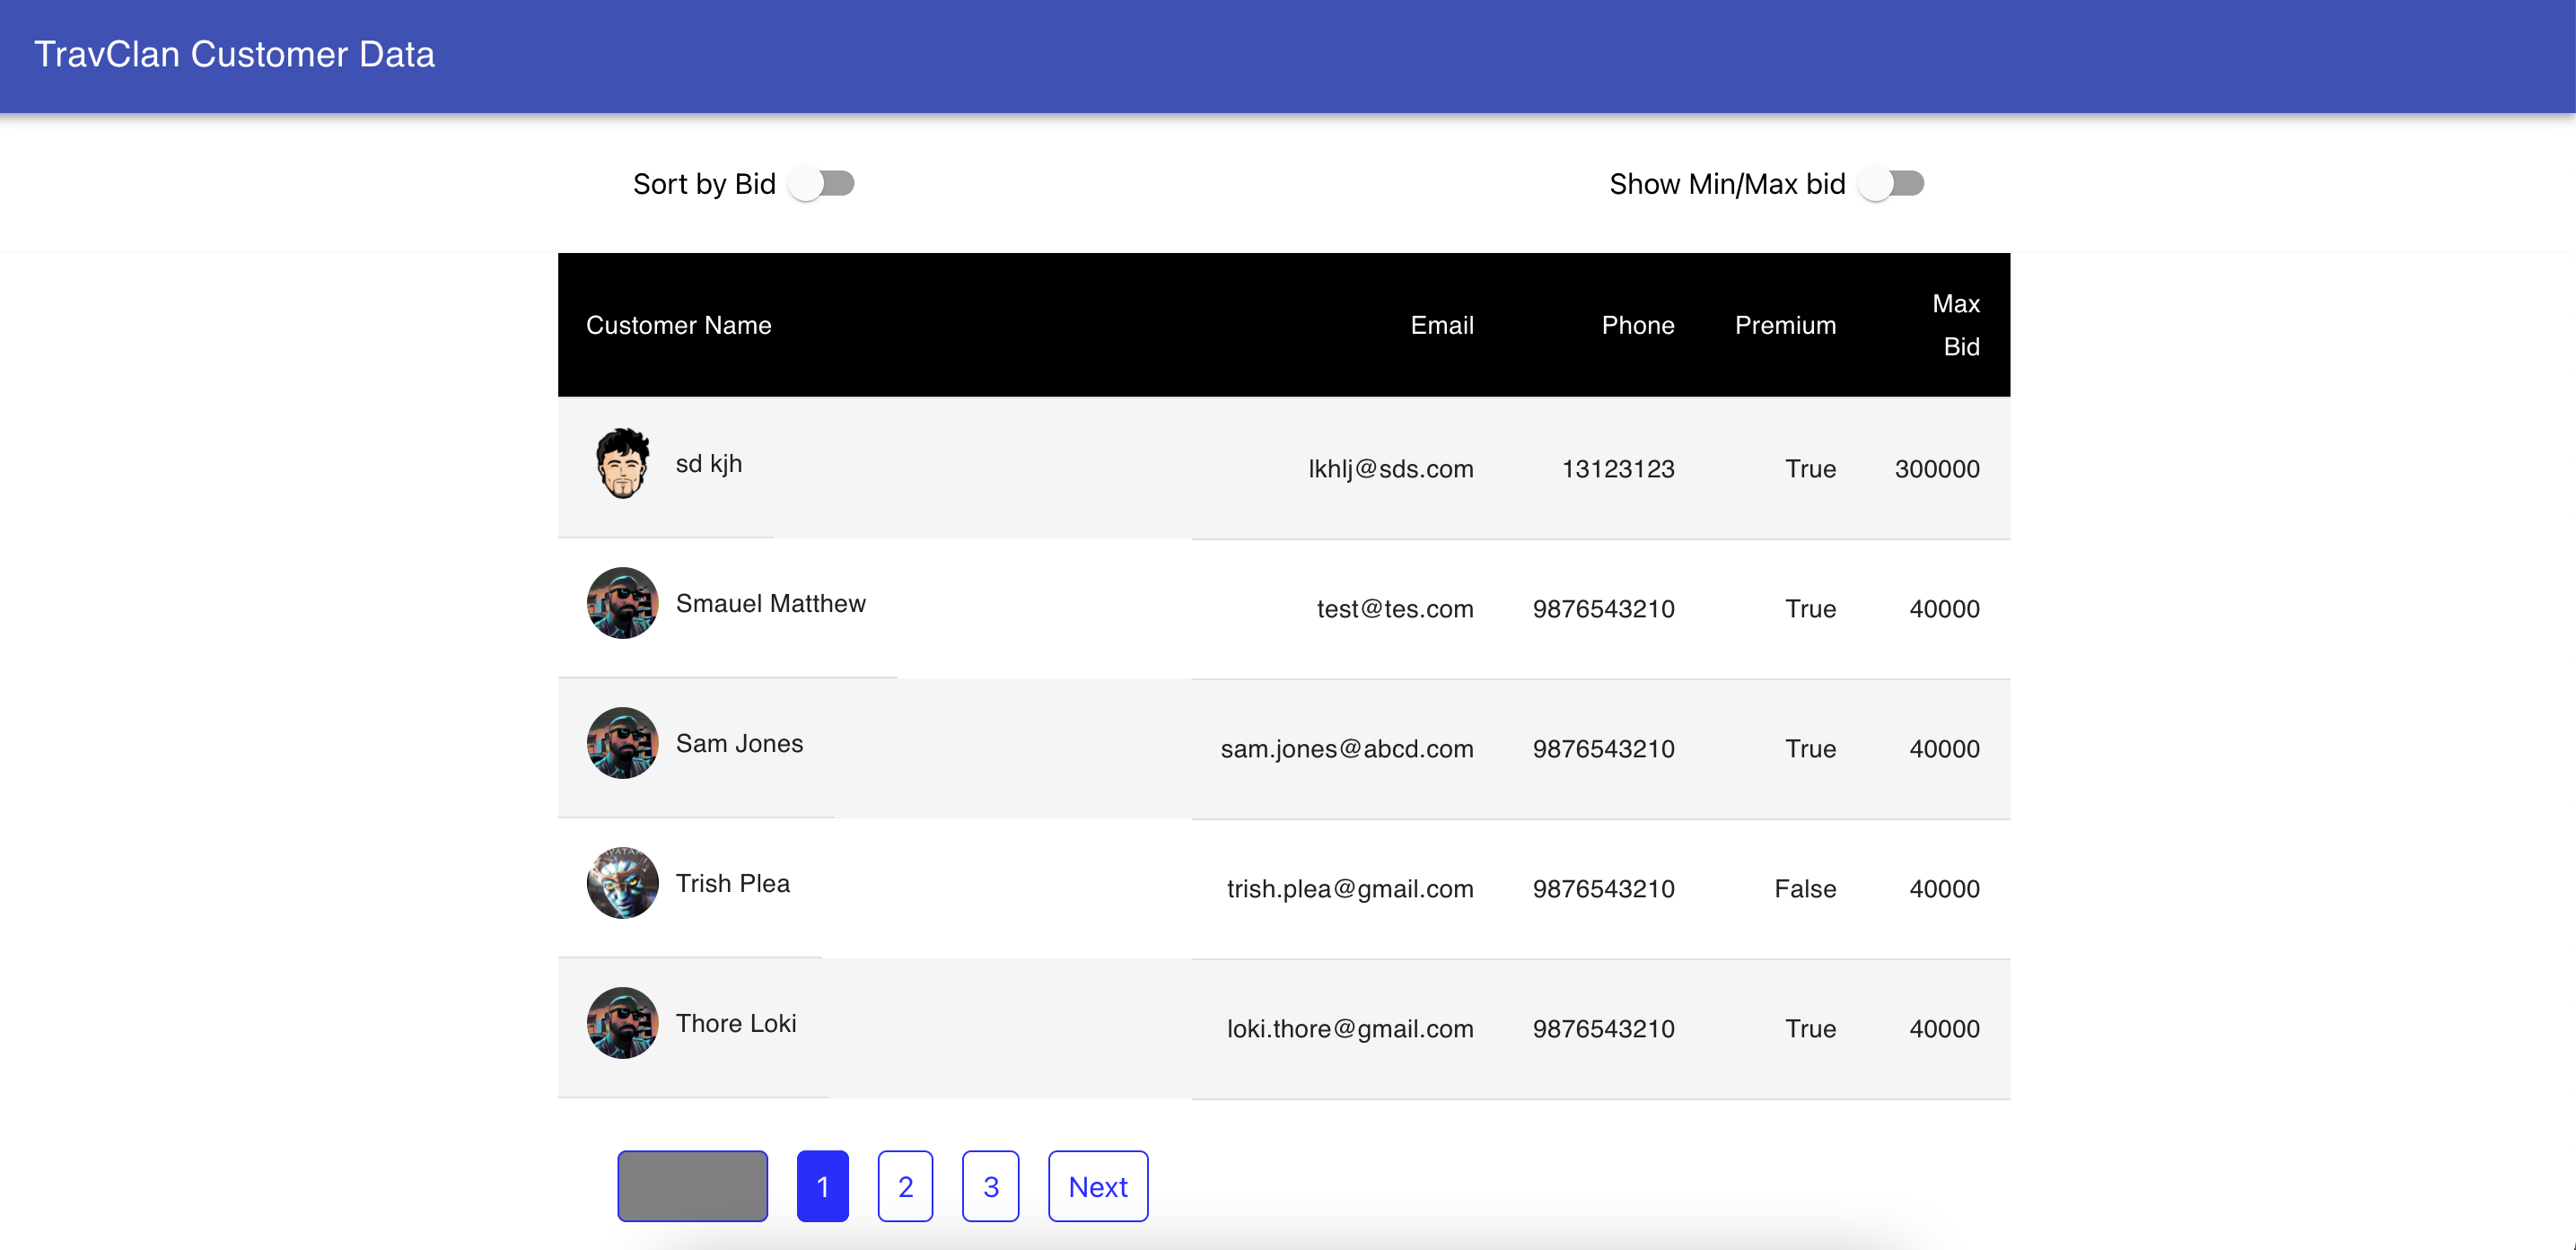 TravClan Customer Data
Sort by Bid Show Min/Max bid
Customer Name Email Phone Premium Max Bid
sd kjh lkhlj@sds.com 13123123 True 300000
Smauel Matthew test@tes.com 9876543210 True 40000
Sam Jones sam.jones@abcd.com 9876543210 True 40000
AVATAR
Trish Plea trish.plea@gmail.com 9876543210 False 40000
Thore Loki loki.thore@gmail.com 9876543210 True 40000
1 2 3 Next